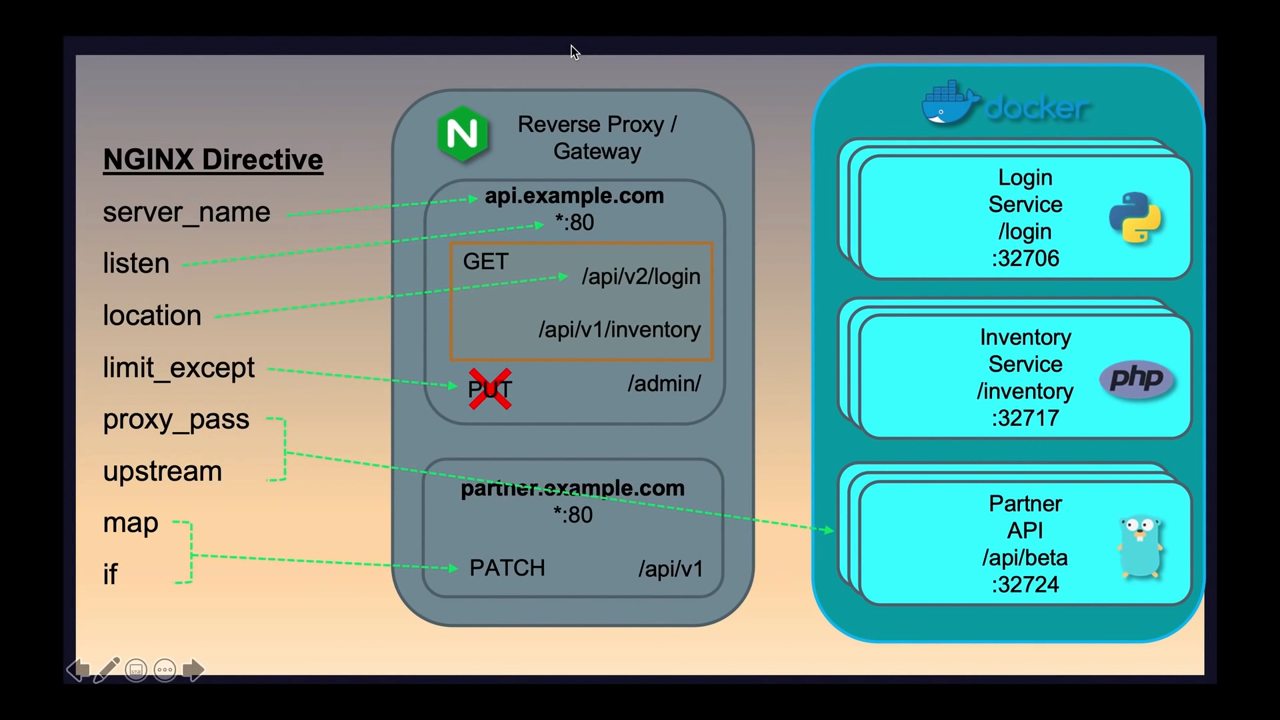 NGINX Directive
server_name
listen
location
limit_except
proxy_pass
upstream
map
if
Reverse Proxy /
Gateway
api.example.com
*:80
GET
/api/v2/login
/api/v1/inventory
PUT
/admin/
partner.example.com
*:80
PATCH
/api/v1
docker
Login
Service
/login
:32706
Inventory
Service
/inventory
:32717
php
Partner
API
/api/beta
:32724